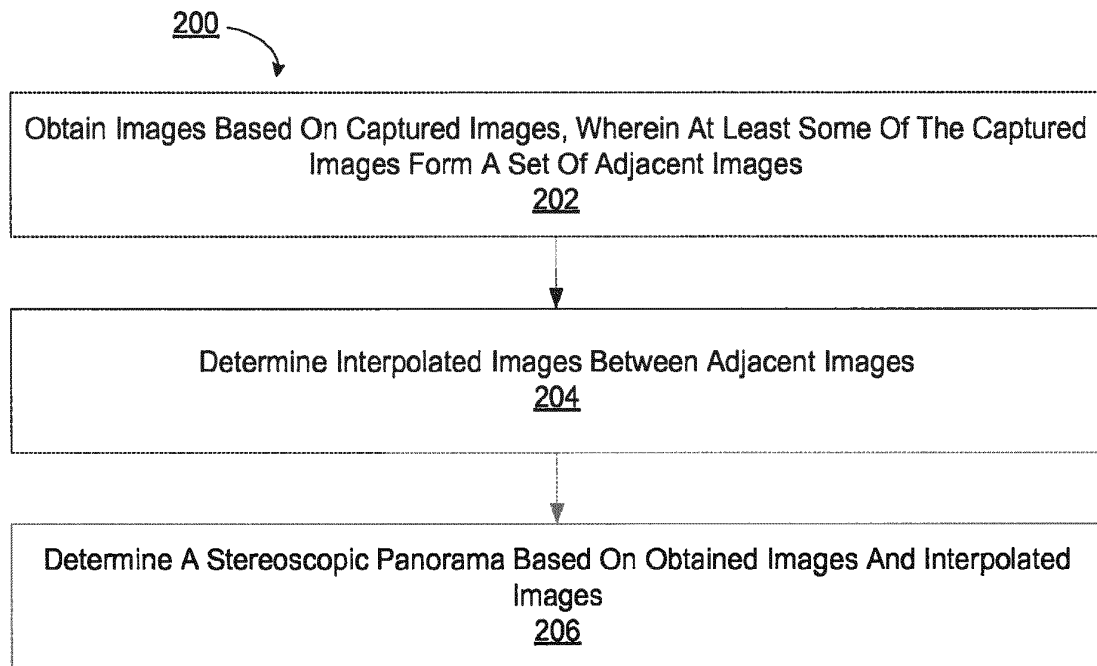 200
Obtain Images Based On Captured Images, Wherein At Least Some Of The Captured
Images Form A Set Of Adjacent Images
202
Determine Interpolated Images Between Adjacent Images
204
Determine A Stereoscopic Panorama Based On Obtained Images And Interpolated
Images
206